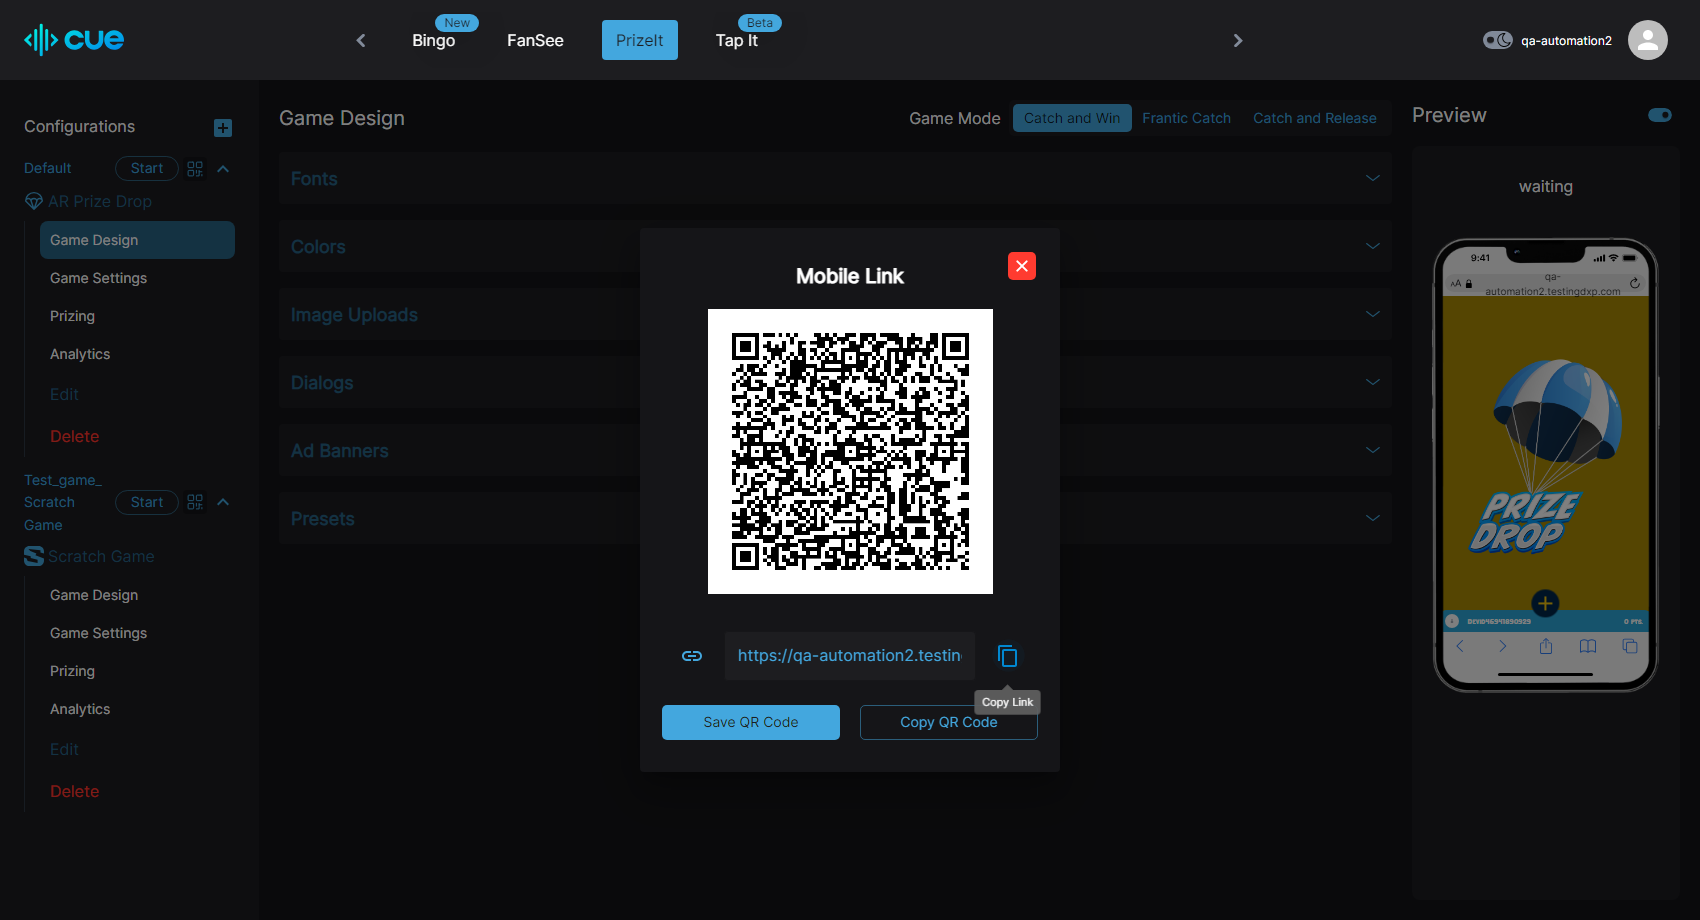 cue
Bingo
New
FanSee
PrizeIt
Tap It
Beta
qa-automation2
Configurations
Default
Start
AR Prize Drop
Game Design
Game Settings
Prizing
Analytics
Edit
Delete
Test_game_
Scratch
Game
Start
Scratch Game
Game Design
Game Settings
Prizing
Analytics
Edit
Delete
Game Design
Game Mode
Catch and Win
Frantic Catch
Catch and Release
Fonts
Colors
Image Uploads
Dialogs
Ad Banners
Presets
Mobile Link
https://qa-automation2.testin
Copy Link
Save QR Code
Copy QR Code
Preview
waiting
9:41
AA
qa-
automation2.testingdxp.com
PRIZE
DROP
0 PTS.